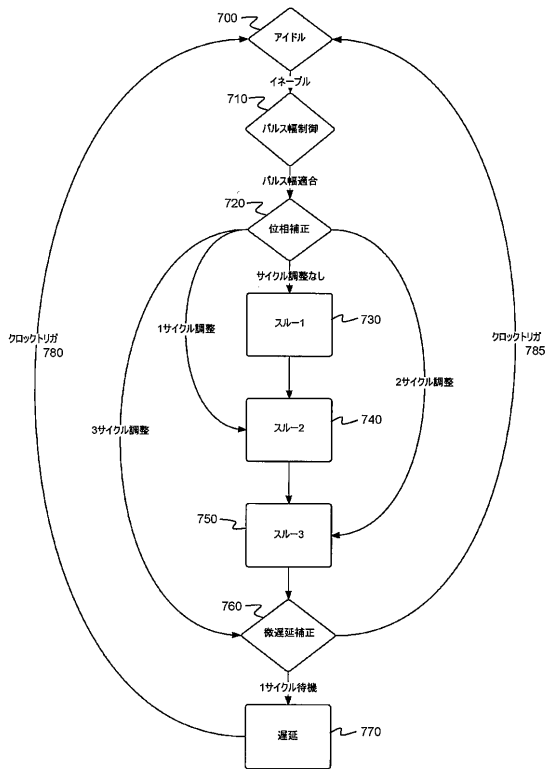 700
アイドル
イネーブル
710
パルス幅制御
パルス幅適合
720
位相補正
サイクル調整なし
1サイクル調整
スルー1
730
クロックトリガ
780
クロックトリガ
785
2サイクル調整
3サイクル調整
スルー2
740
750
スルー3
760
微遅延補正
1サイクル待機
遅延
770